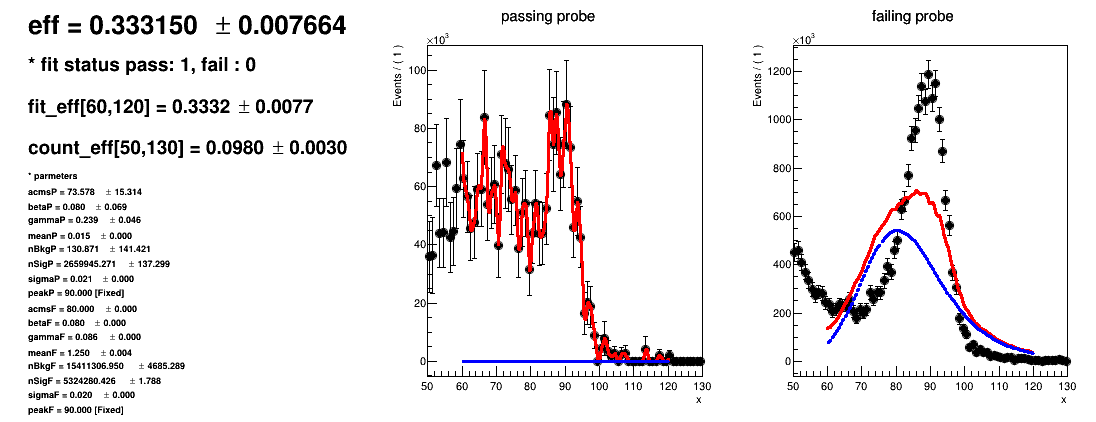 eff = 0.333150 ± 0.007664
* fit status pass: 1, fail : 0
fit_eff[60,120] = 0.3332 ± 0.0077
count_eff[50,130] = 0.0980 ± 0.0030
* parmeters
acmsP = 73.578 ± 15.314
betaP = 0.080 ± 0.069
gammaP = 0.239 ± 0.046
meanP = 0.015 ± 0.000
nBkgP = 130.871 ± 141.421
nSigP = 2659945.271 ± 137.299
sigmaP = 0.021 ± 0.000
peakP = 90.000 [Fixed]
acmsF = 80.000 ± 0.000
betaF = 0.080 ± 0.000
gammaF = 0.086 ± 0.000
meanF = 1.250 ± 0.004
nBkgF = 15411306.950 ± 4685.289
nSigF = 5324280.426 ± 1.788
sigmaF = 0.020 ± 0.000
peakF = 90.000 [Fixed]
passing probe
×10³
Events / ( 1 )
100
80
60
40
20
0
50 60 70 80 90 100 110 120 130
x
failing probe
×10³
Events / ( 1 )
1200
1000
800
600
400
200
0
50 60 70 80 90 100 110 120 130
x